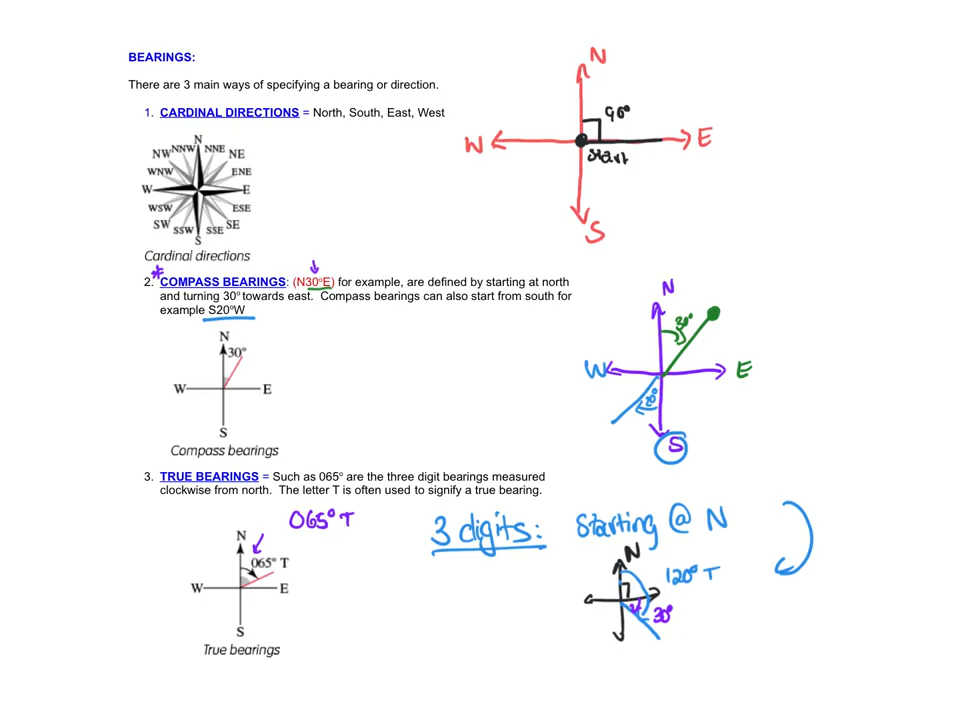 BEARINGS:
There are 3 main ways of specifying a bearing or direction.
1. CARDINAL DIRECTIONS = North, South, East, West
N
NNW NNE
NW NE
WNW ENE
W E
WSW ESE
SW SE
SSW SSE
S
Cardinal directions
N
90°
W E
Start
S
2. * COMPASS BEARINGS: (N30°E) for example, are defined by starting at north
and turning 30° towards east. Compass bearings can also start from south for
example S20°W
N
30°
W E
S
Compass bearings
N
30°
W E
20°
S
3. TRUE BEARINGS = Such as 065° are the three digit bearings measured
clockwise from north. The letter T is often used to signify a true bearing.
065° T
N
065° T
W E
S
True bearings
3 digits: Starting @ N
N
120° T
30°